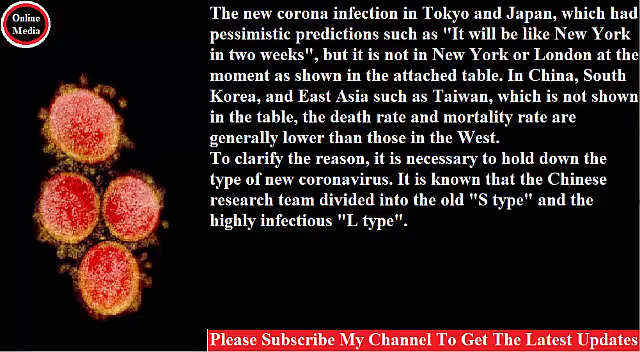 Online
Media
The new corona infection in Tokyo and Japan, which had
pessimistic predictions such as "It will be like New York
in two weeks", but it is not in New York or London at the
moment as shown in the attached table. In China, South
Korea, and East Asia such as Taiwan, which is not shown
in the table, the death rate and mortality rate are
generally lower than those in the West.
To clarify the reason, it is necessary to hold down the
type of new coronavirus. It is known that the Chinese
research team divided into the old "S type" and the
highly infectious "L type".
Please Subscribe My Channel To Get The Latest Updates